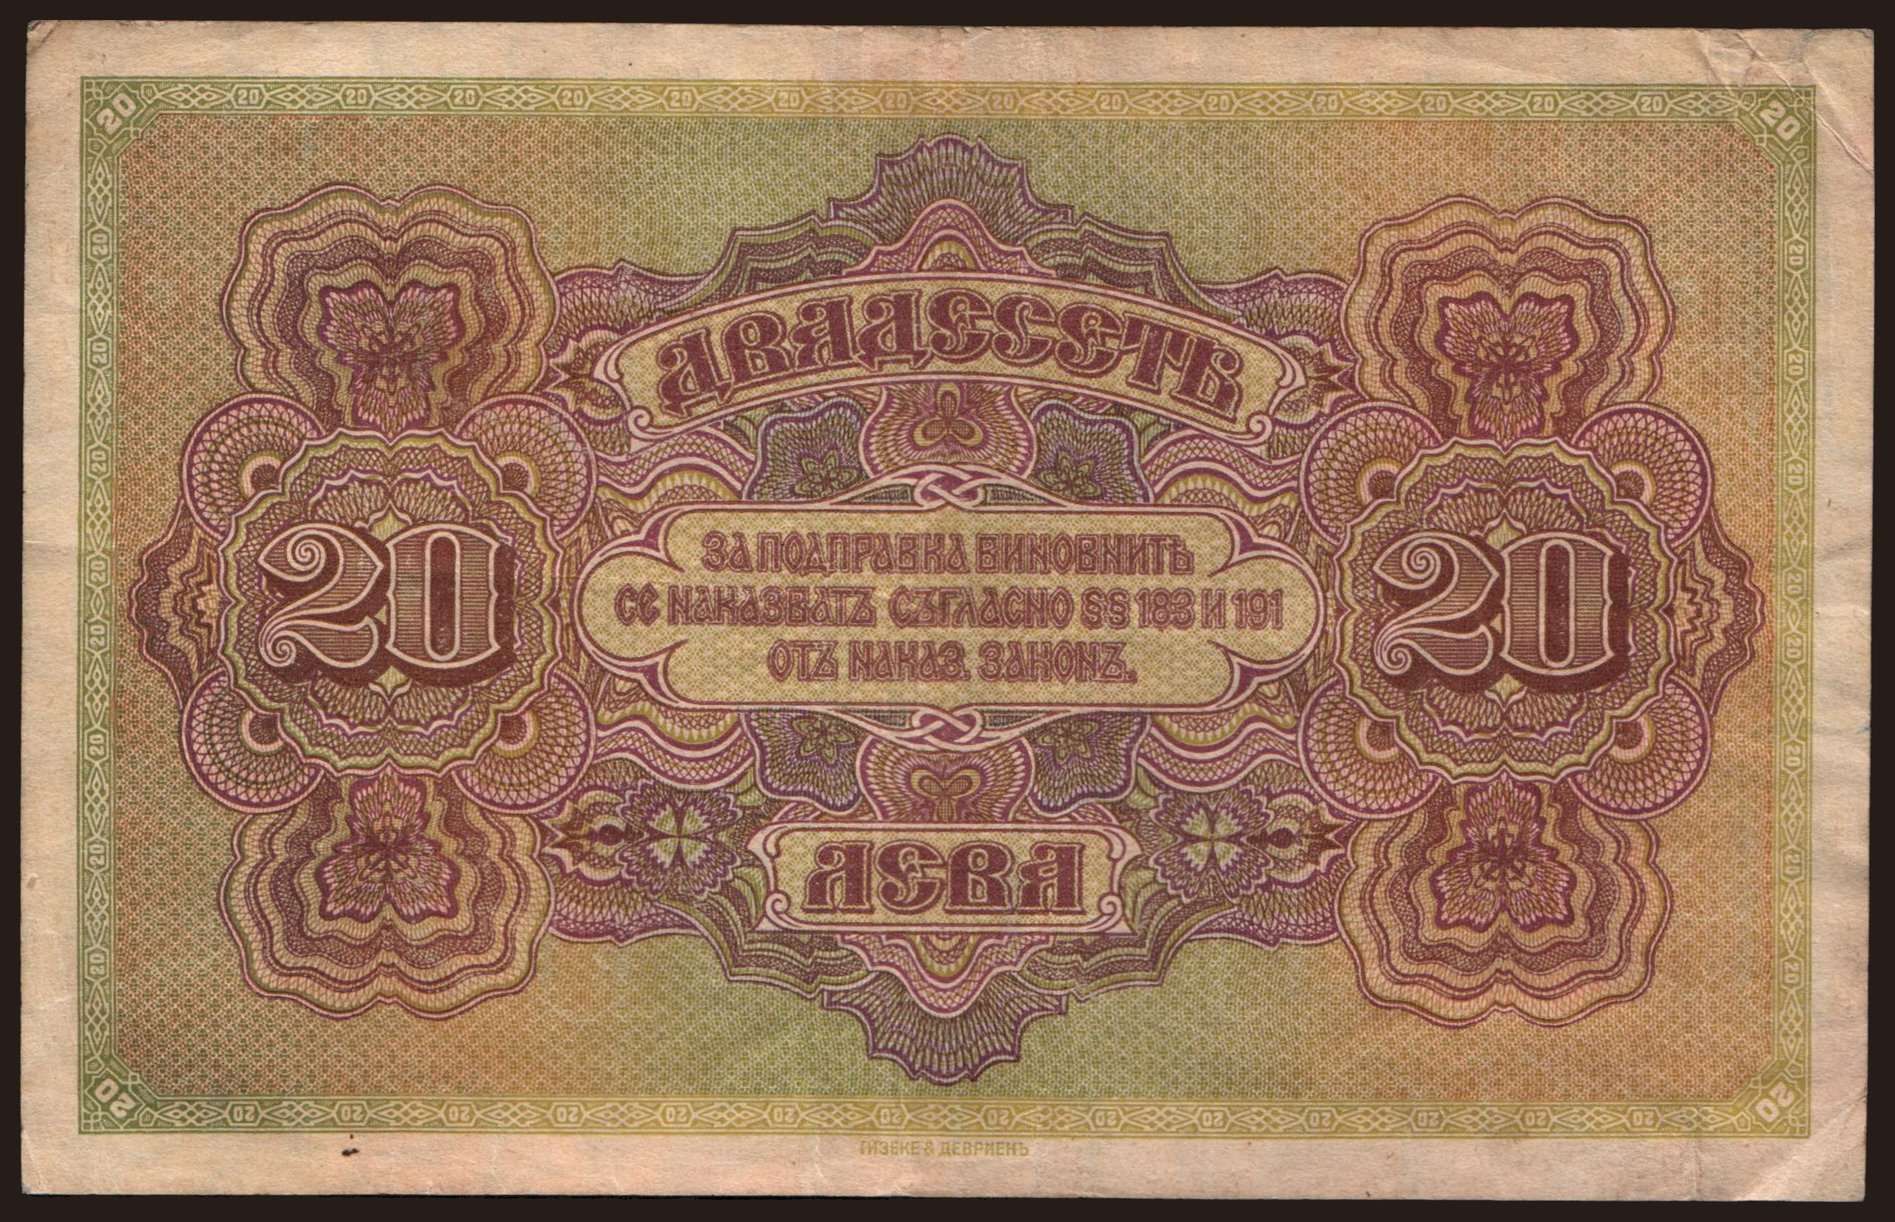 ДВАДЕСЕТЬ
ЗА ПОДПРАВКА ВИНОВНИТѢ
СЕ НАКАЗВАТЪ СЪГЛАСНО §§ 183 И 191
ОТЪ НАКАЗ. ЗАКОНЪ.
20
20
ЛЕВА
ГИЗЕКЕ & ДЕВРИЕНЪ